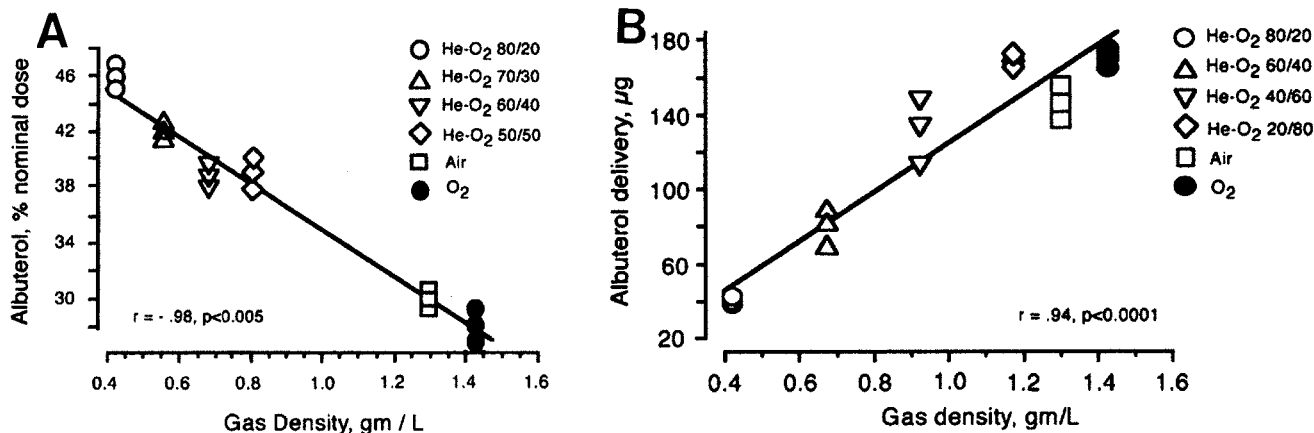 A
Albuterol, % nominal dose
46
42
38
34
30
0.4 0.6 0.8 1.0 1.2 1.4 1.6
Gas Density, gm / L
He-O2 80/20
He-O2 70/30
He-O2 60/40
He-O2 50/50
Air
O2
r = - .98, p<0.005
B
Albuterol delivery, µg
180
140
100
60
20
0.4 0.6 0.8 1.0 1.2 1.4 1.6
Gas density, gm/L
He-O2 80/20
He-O2 60/40
He-O2 40/60
He-O2 20/80
Air
O2
r = .94, p<0.0001